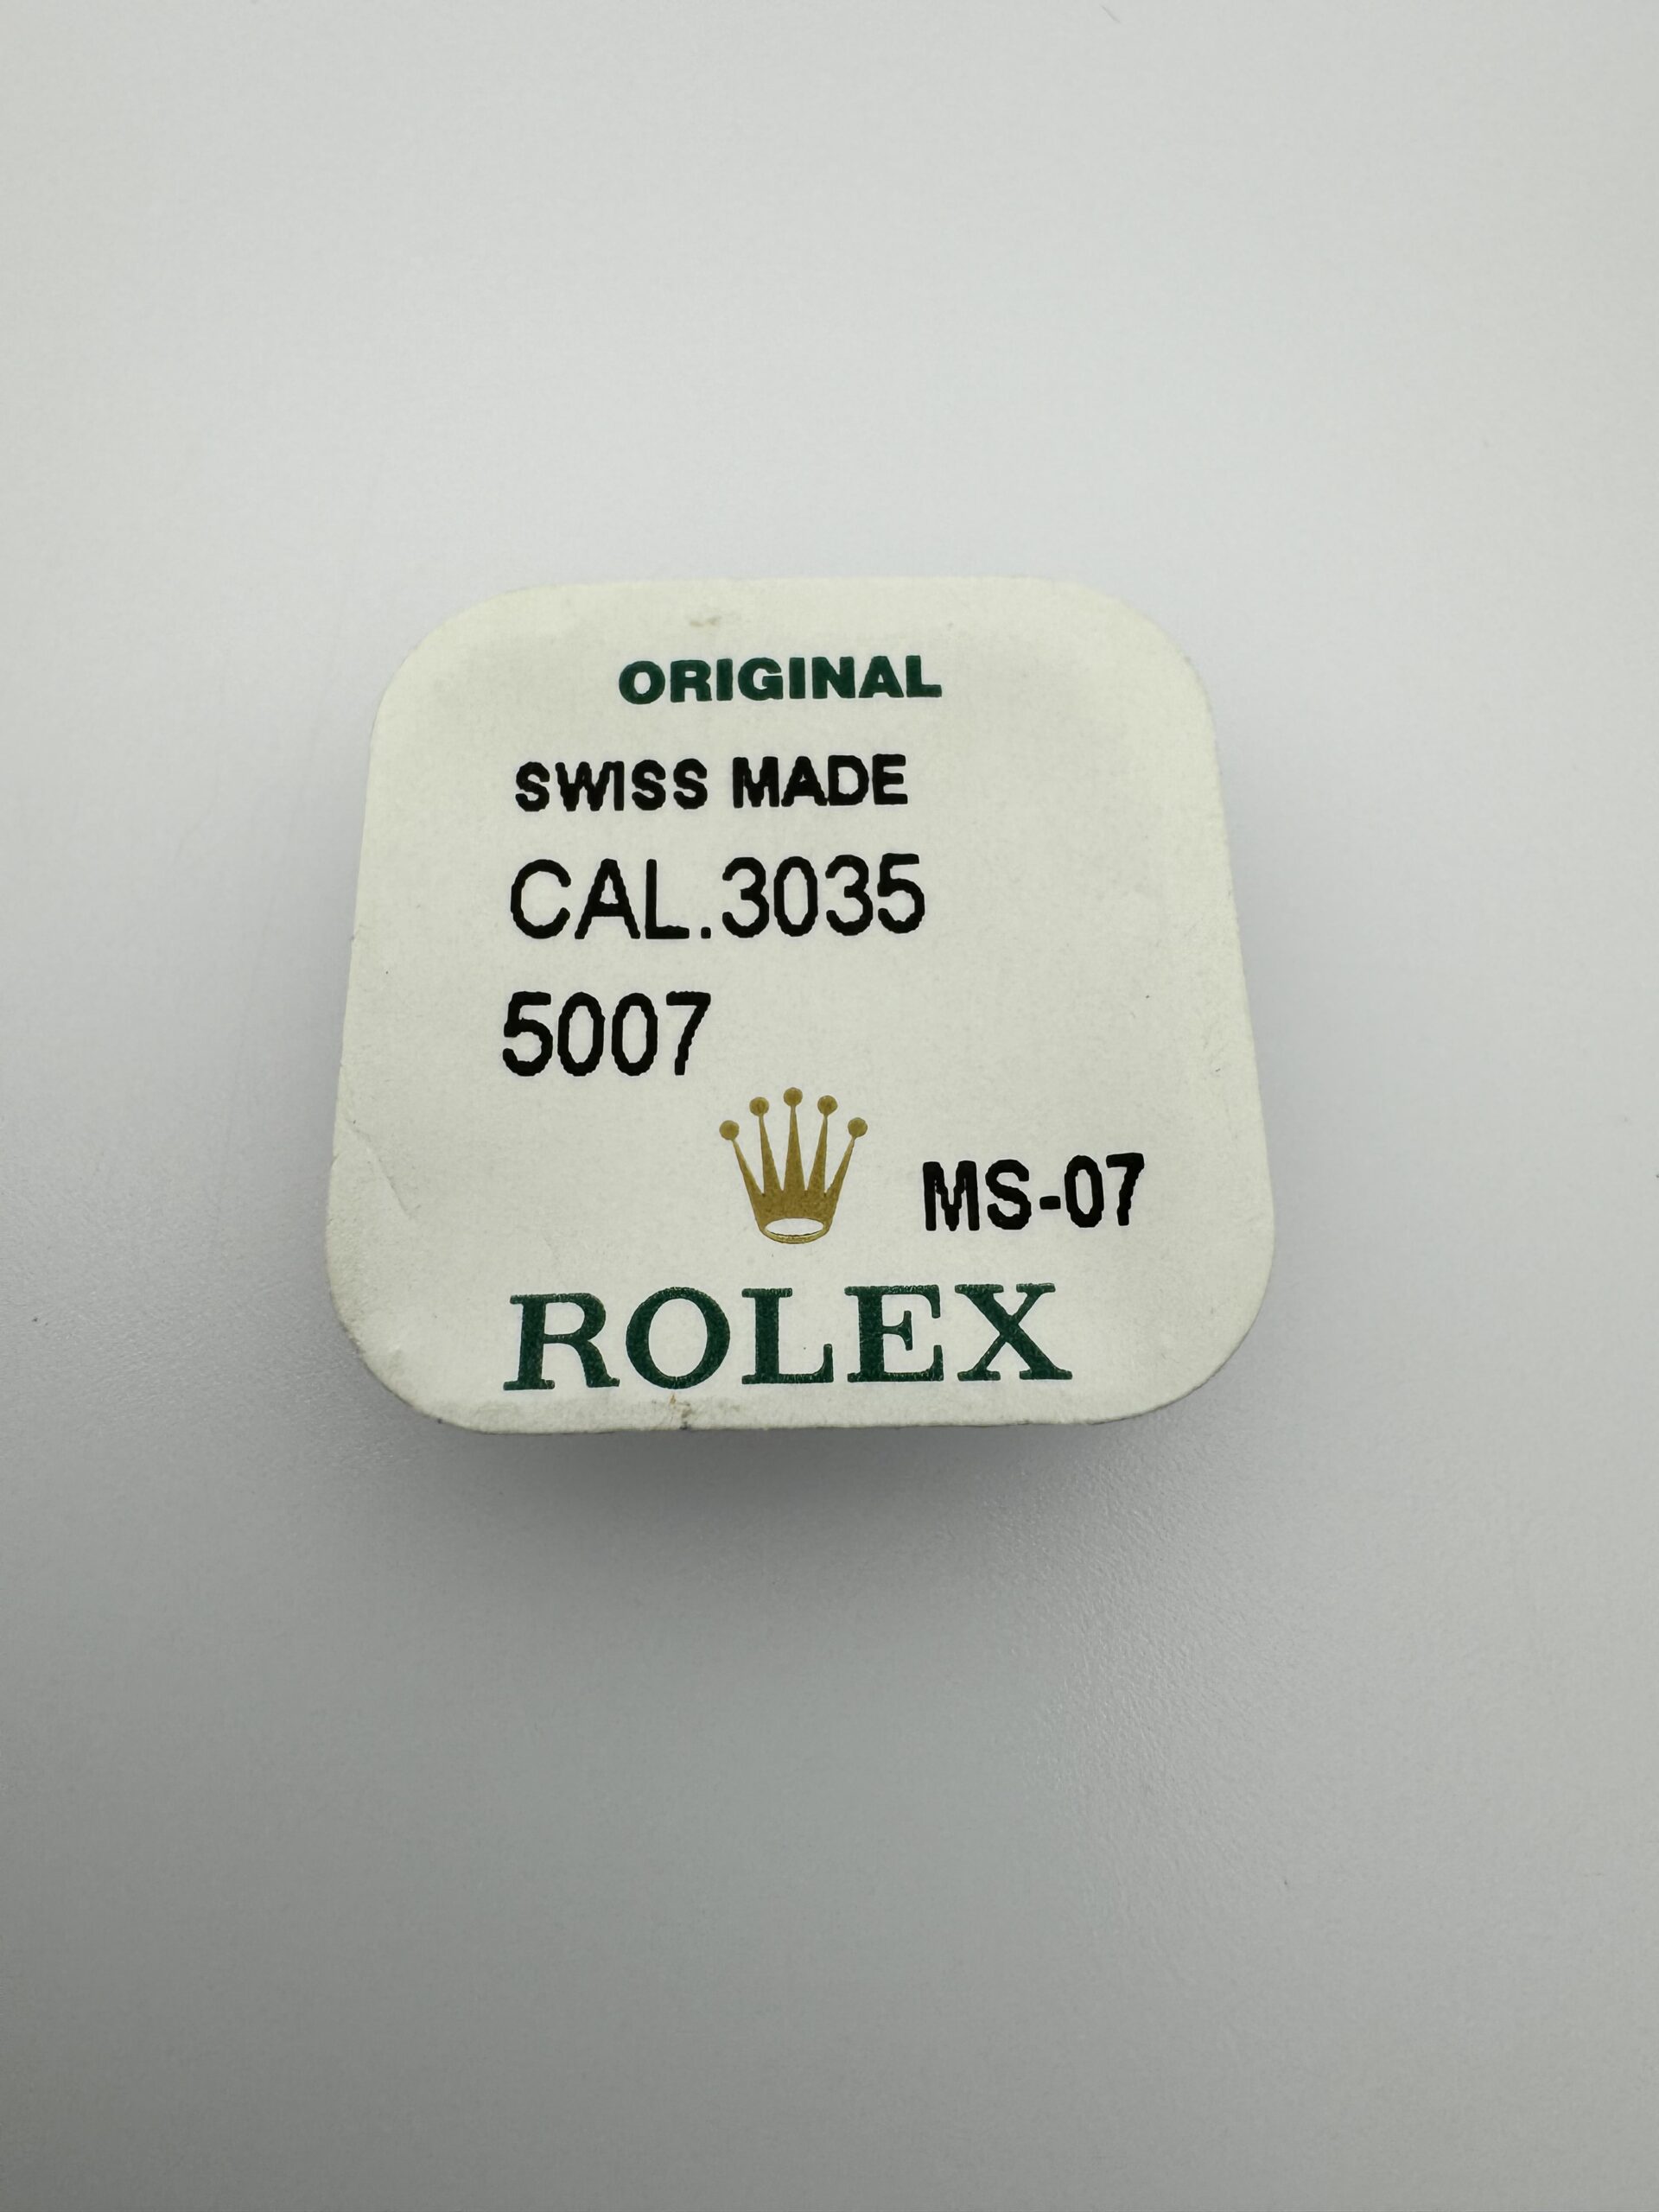 ORIGINAL
SWISS MADE
CAL.3035
5007
MS-07
ROLEX